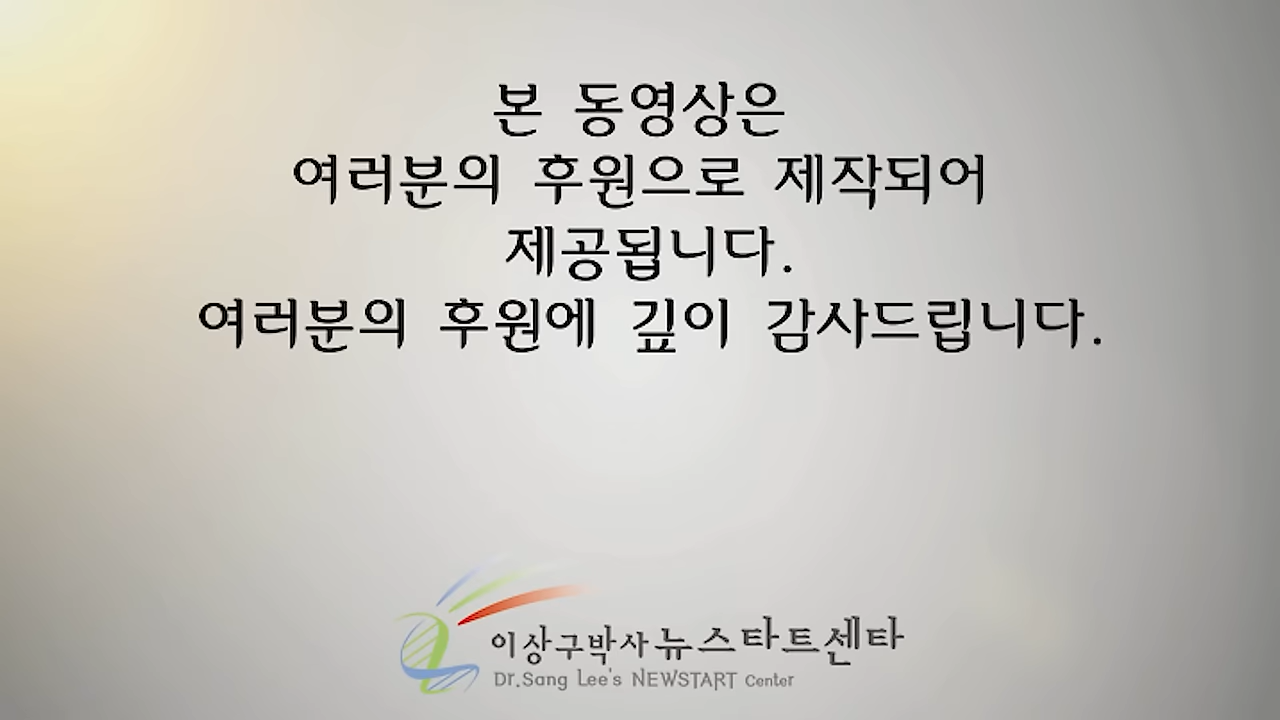 본 동영상은
여러분의 후원으로 제작되어
제공됩니다.
여러분의 후원에 깊이 감사드립니다.
이상구박사 뉴스타트센타
Dr.Sang Lee's NEWSTART Center